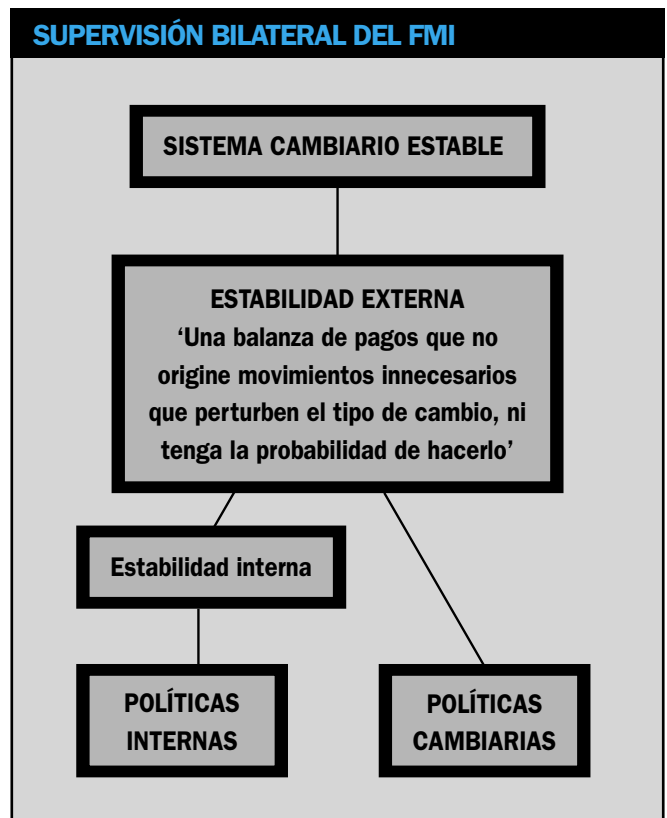 SUPERVISIÓN BILATERAL DEL FMI
SISTEMA CAMBIARIO ESTABLE
ESTABILIDAD EXTERNA
‘Una balanza de pagos que no
origine movimientos innecesarios
que perturben el tipo de cambio, ni
tenga la probabilidad de hacerlo’
Estabilidad interna
POLÍTICAS
INTERNAS
POLÍTICAS
CAMBIARIAS